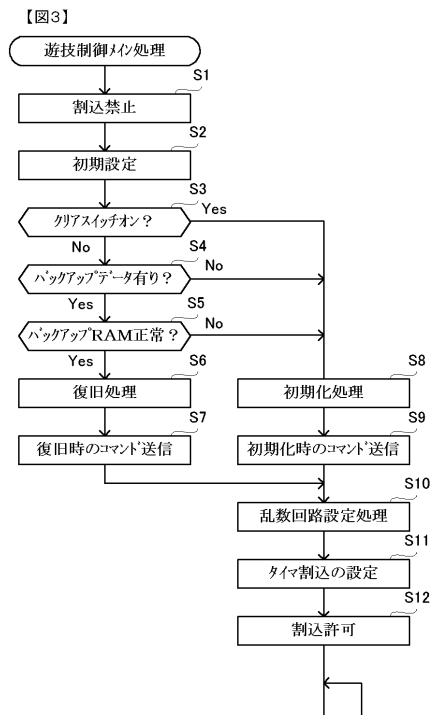 【図3】
遊技制御ﾒｲﾝ処理
S1
割込禁止
S2
初期設定
S3
ｸﾘｱｽｲｯﾁｵﾝ？
Yes
No
S4
ﾊﾞｯｸｱｯﾌﾟﾃﾞｰﾀ有り？
No
Yes
S5
ﾊﾞｯｸｱｯﾌﾟRAM正常？
No
Yes
S6
復旧処理
S7
復旧時のｺﾏﾝﾄﾞ送信
S8
初期化処理
S9
初期化時のｺﾏﾝﾄﾞ送信
S10
乱数回路設定処理
S11
ﾀｲﾏ割込の設定
S12
割込許可